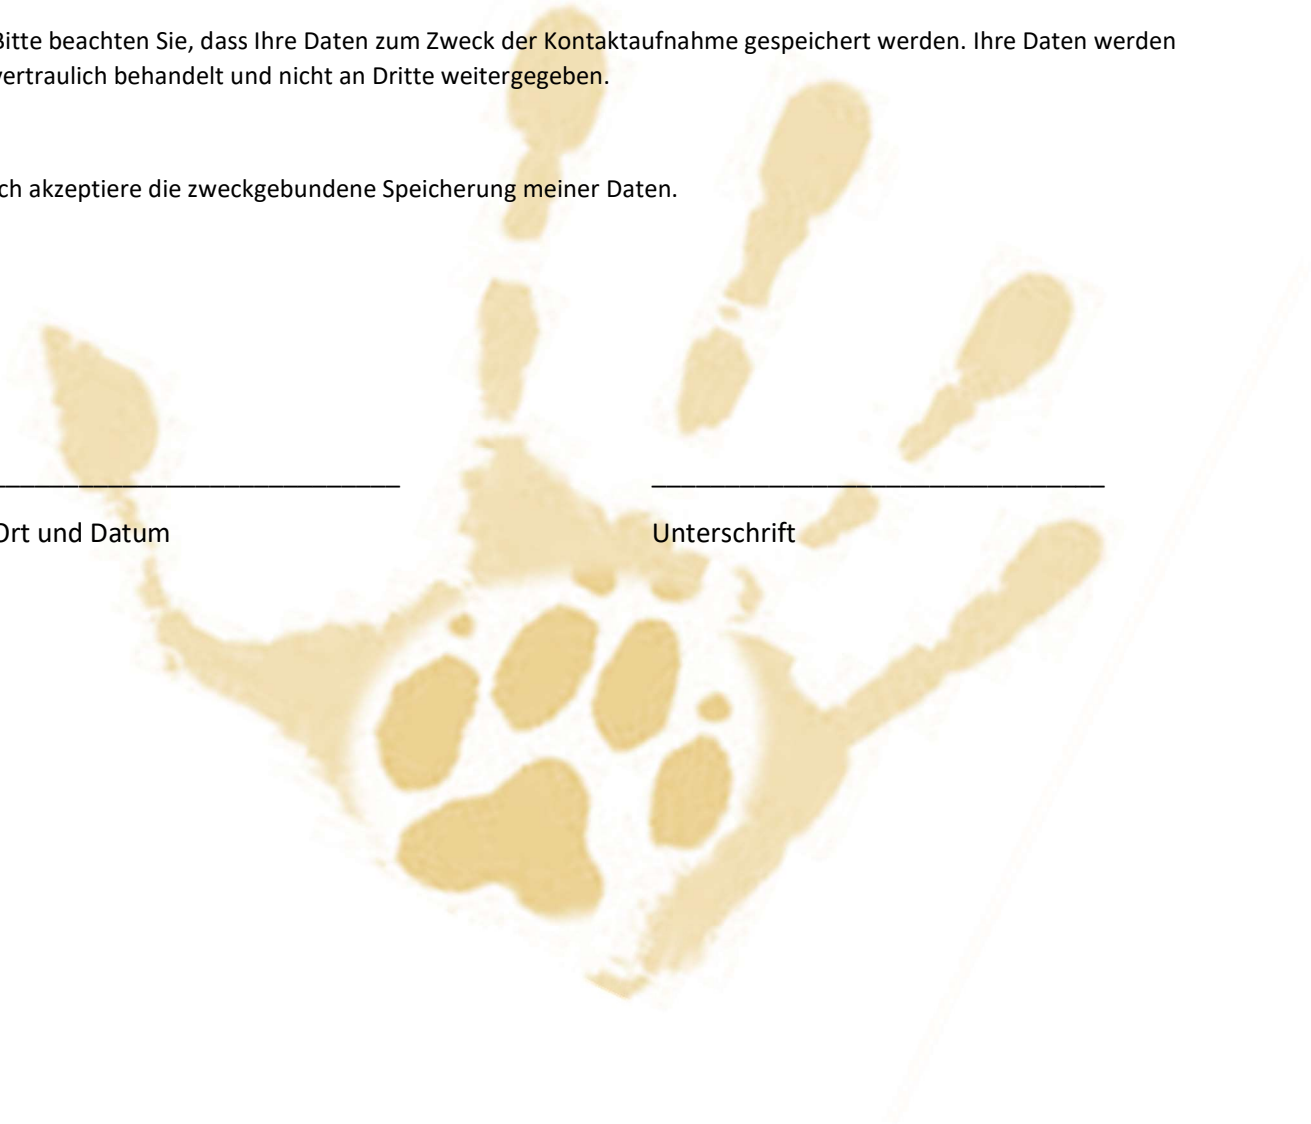 Bitte beachten Sie, dass Ihre Daten zum Zweck der Kontaktaufnahme gespeichert werden. Ihre Daten werden
vertraulich behandelt und nicht an Dritte weitergegeben.
Ich akzeptiere die zweckgebundene Speicherung meiner Daten.
Ort und Datum Unterschrift